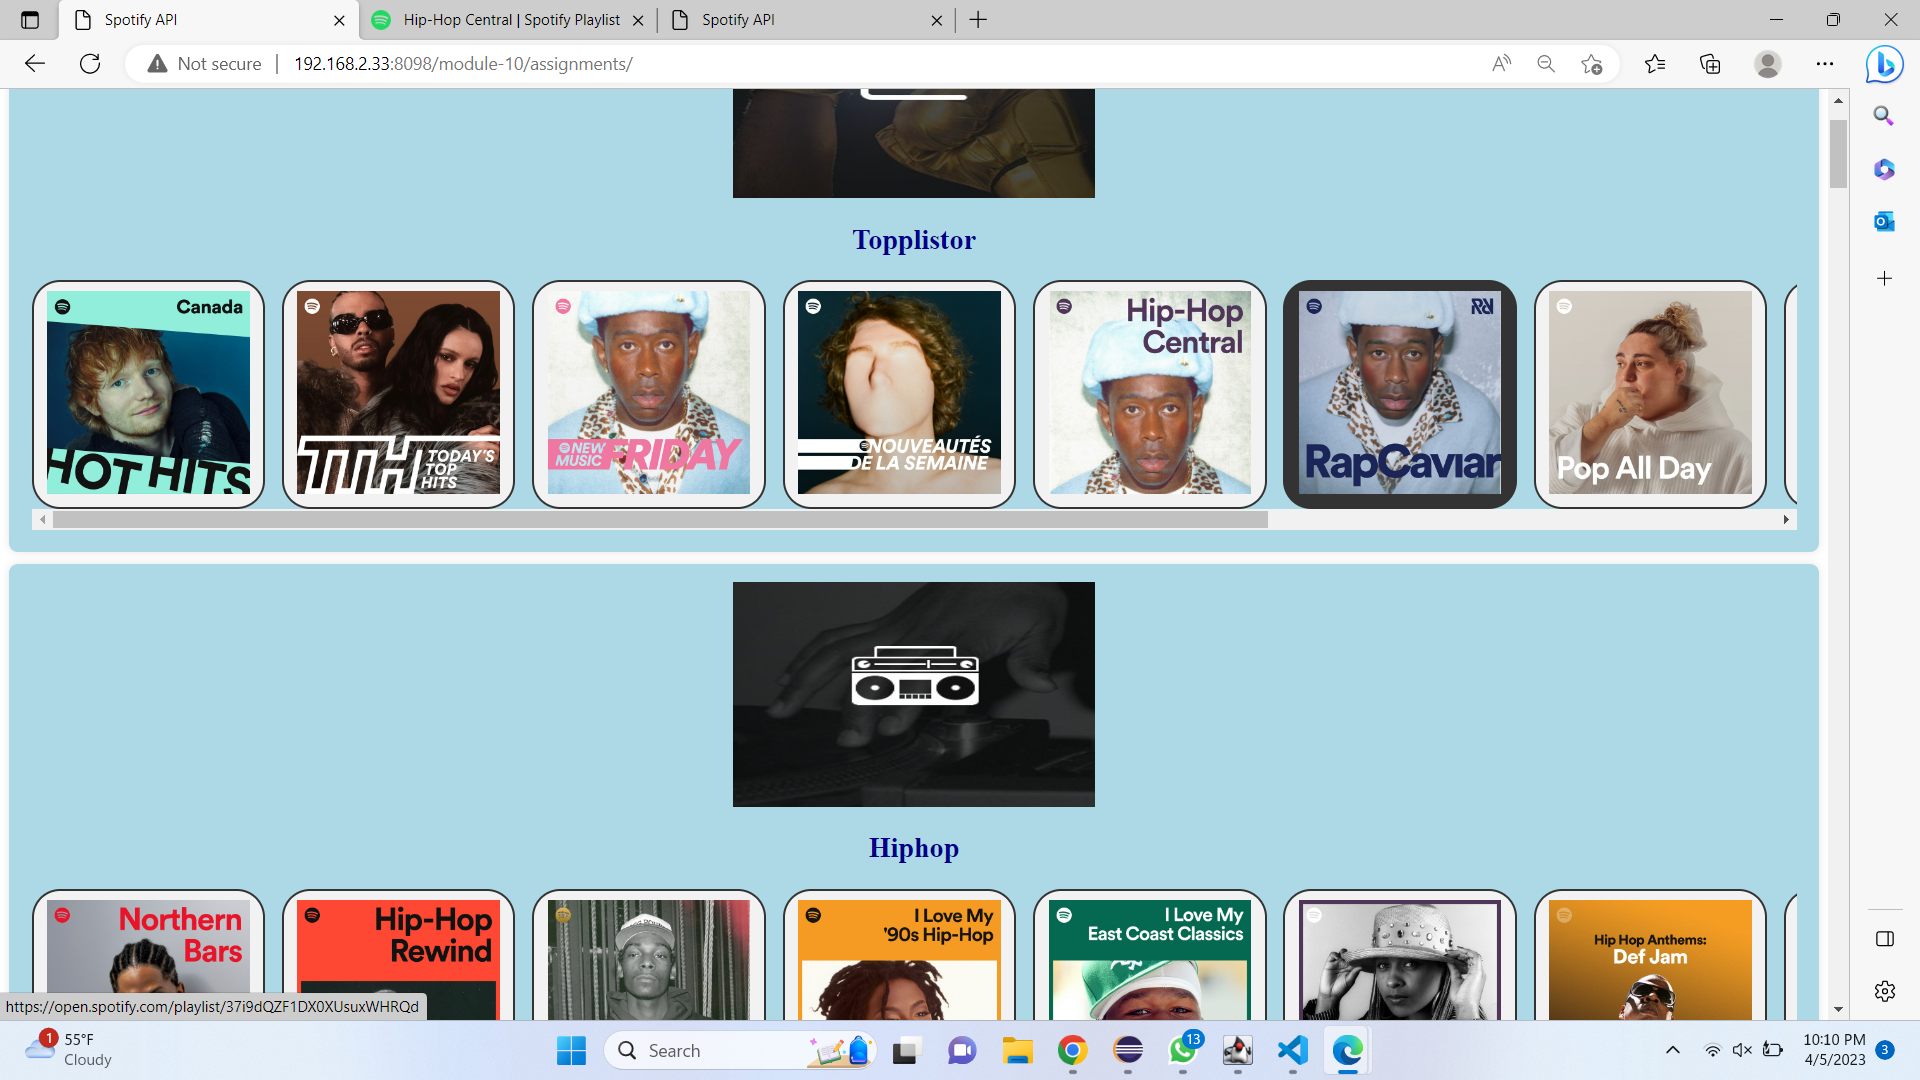 Spotify API
Hip-Hop Central | Spotify Playlist
Spotify API
Not secure
192.168.2.33:8098/module-10/assignments/
Topplistor
Canada
HOT HITS
TTH TODAY'S
TOP
HITS
NEW
MUSIC FRIDAY
NOUVEAUTÉS
DE LA SEMAINE
Hip-Hop
Central
RapCaviar
Pop All Day
Hiphop
Northern
Bars
Hip-Hop
Rewind
I Love My
'90s Hip-Hop
I Love My
East Coast Classics
Hip Hop Anthems:
Def Jam
https://open.spotify.com/playlist/37i9dQZF1DX0XUsuxWHRQd
1
55°F
Cloudy
Search
13
10:10 PM
4/5/2023
3